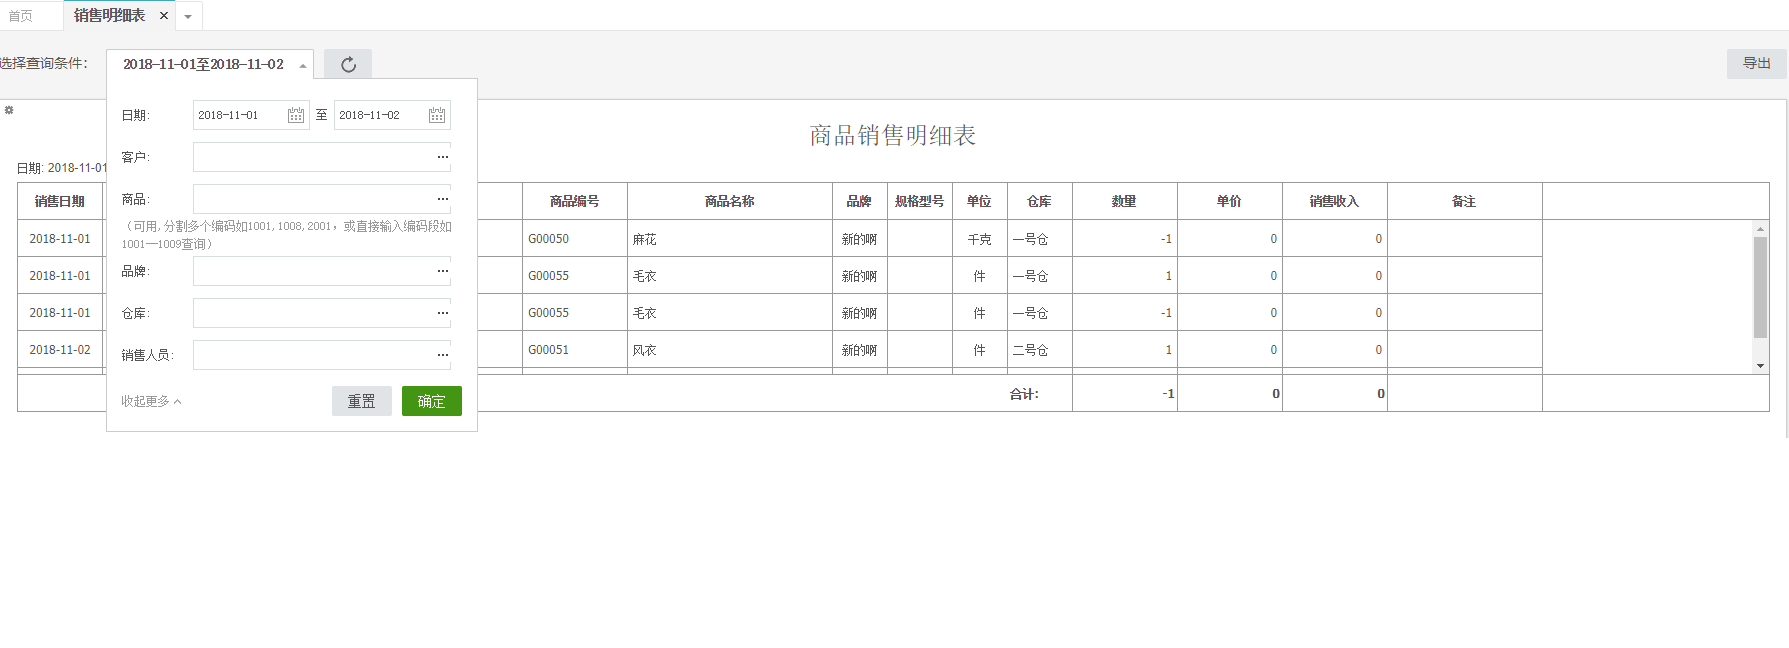 首页 销售明细表 ×
选择查询条件： 2018-11-01至2018-11-02 导出
日期: 2018-11-01 至 2018-11-02
客户: ...
商品: ...
（可用,分割多个编码如1001,1008,2001，或直接输入编码段如
1001—1009查询）
品牌: ...
仓库: ...
销售人员: ...
收起更多 重置 确定
商品销售明细表
日期: 2018-11-01
销售日期 商品编号 商品名称 品牌 规格型号 单位 仓库 数量 单价 销售收入 备注
2018-11-01 G00050 麻花 新的啊 千克 一号仓 -1 0 0
2018-11-01 G00055 毛衣 新的啊 件 一号仓 1 0 0
2018-11-01 G00055 毛衣 新的啊 件 一号仓 -1 0 0
2018-11-02 G00051 风衣 新的啊 件 二号仓 1 0 0
合计： -1 0 0